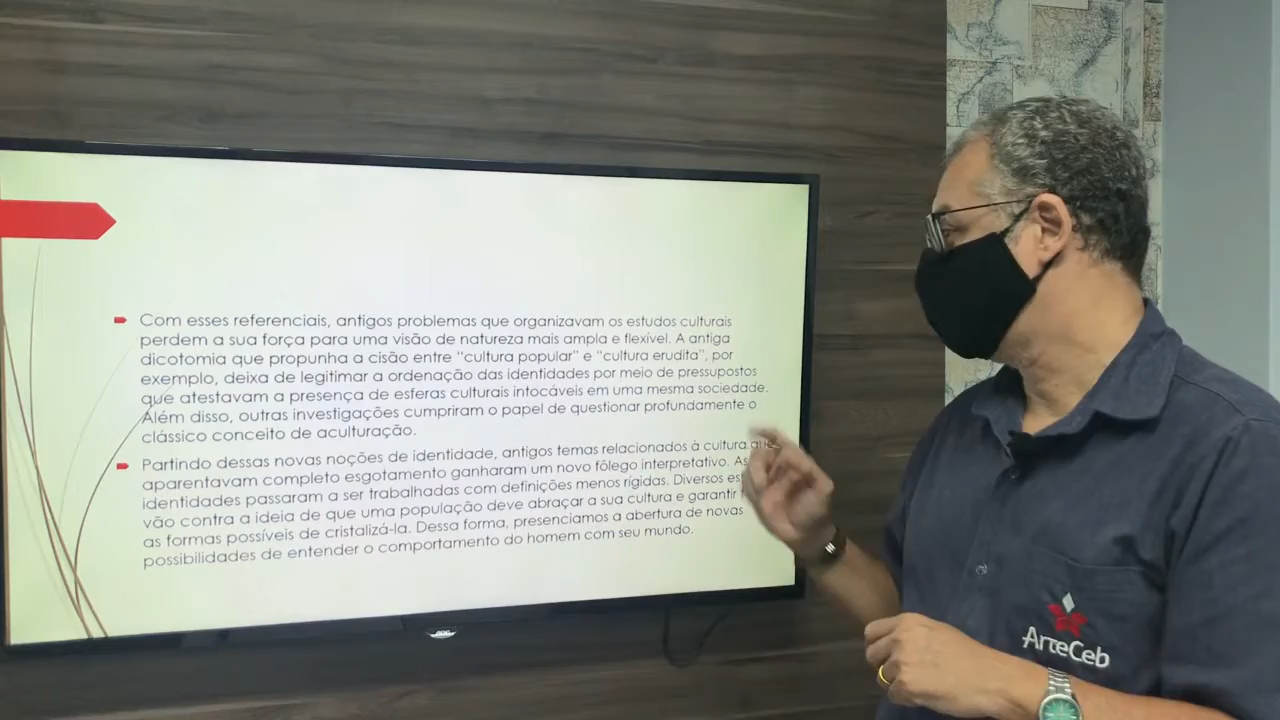 Com esses referenciais, antigos problemas que organizavam os estudos culturais
perdem a sua força para uma visão de natureza mais ampla e flexível. A antiga
dicotomia que propunha a cisão entre “cultura popular” e “cultura erudita”, por
exemplo, deixa de legitimar a ordenação das identidades por meio de pressupostos
que atestavam a presença de esferas culturais intocáveis em uma mesma sociedade.
Além disso, outras investigações cumpriram o papel de questionar profundamente o
clássico conceito de aculturação.
Partindo dessas novas noções de identidade, antigos temas relacionados à cultura que
aparentavam completo esgotamento ganharam um novo fôlego interpretativo. As
identidades passaram a ser trabalhadas com definições menos rígidas. Diversos
vão contra a ideia de que uma população deve abraçar a sua cultura e garantir
as formas possíveis de cristalizá-la. Dessa forma, presenciamos a abertura de novas
possibilidades de entender o comportamento do homem com seu mundo.
AOC
ArteCeb